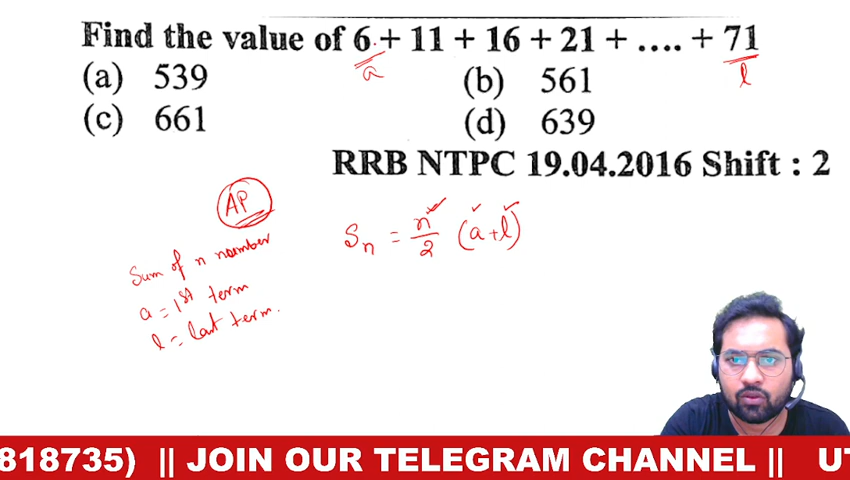 Find the value of 6 + 11 + 16 + 21 + .... + 71
a
l
(a) 539
(b) 561
(c) 661
(d) 639
RRB NTPC 19.04.2016 Shift : 2
AP
Sn = n/2 (a+l)
Sum of n number
a = 1st term
l = last term.
818735) || JOIN OUR TELEGRAM CHANNEL || UT